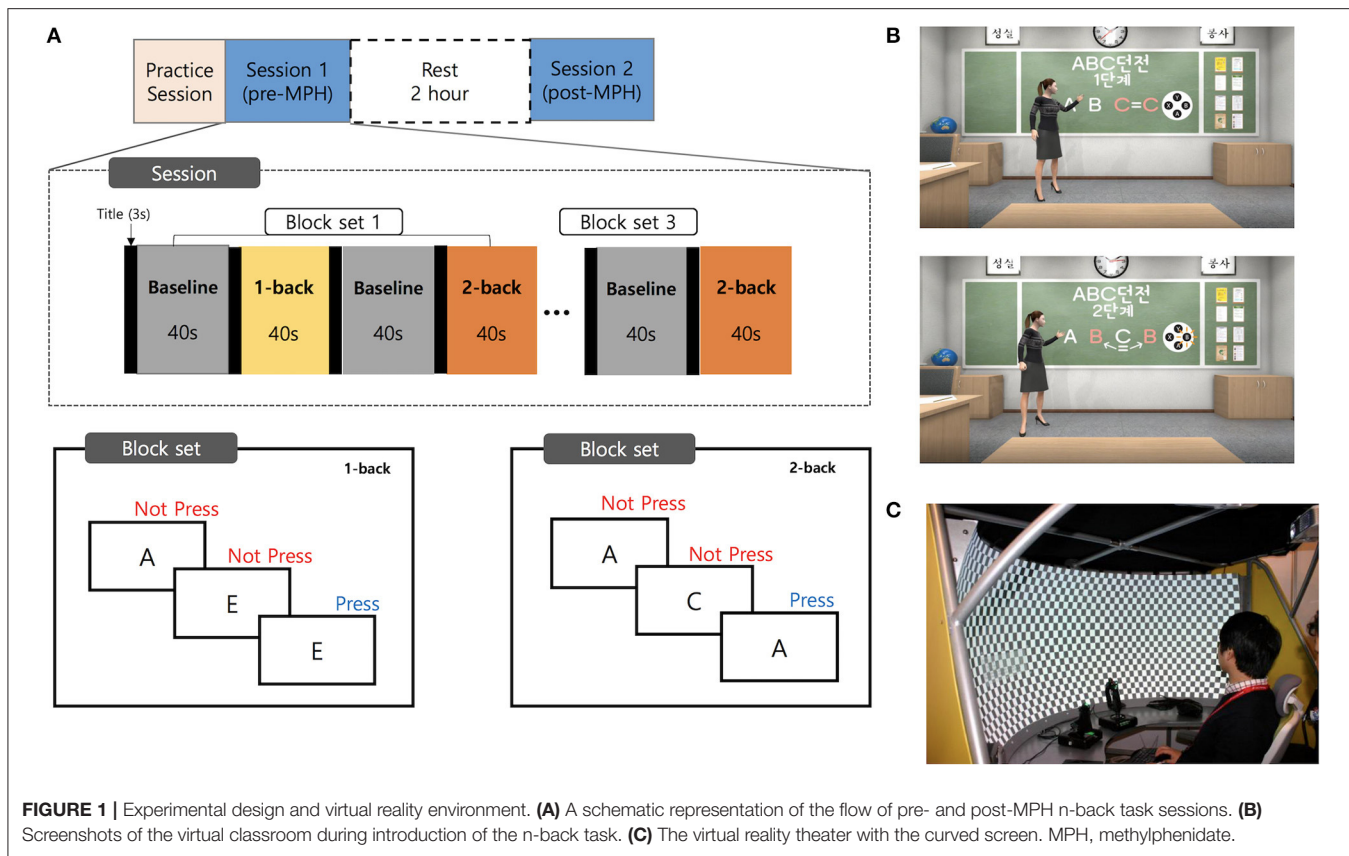 A
Practice
Session
Session 1
(pre-MPH)
Rest
2 hour
Session 2
(post-MPH)
Session
Title (3s)
Block set 1
Block set 3
Baseline
40s
1-back
40s
Baseline
40s
2-back
40s
•••
Baseline
40s
2-back
40s
Block set
1-back
Not Press
A
Not Press
E
Press
E
Block set
2-back
Not Press
A
Not Press
C
Press
A
B
성실
봉사
ABC던전
1단계
A B C=C
Y
X B
A
성실
봉사
ABC던전
2단계
A B C B
=
Y
X B
A
C
FIGURE 1 | Experimental design and virtual reality environment. (A) A schematic representation of the flow of pre- and post-MPH n-back task sessions. (B)
Screenshots of the virtual classroom during introduction of the n-back task. (C) The virtual reality theater with the curved screen. MPH, methylphenidate.